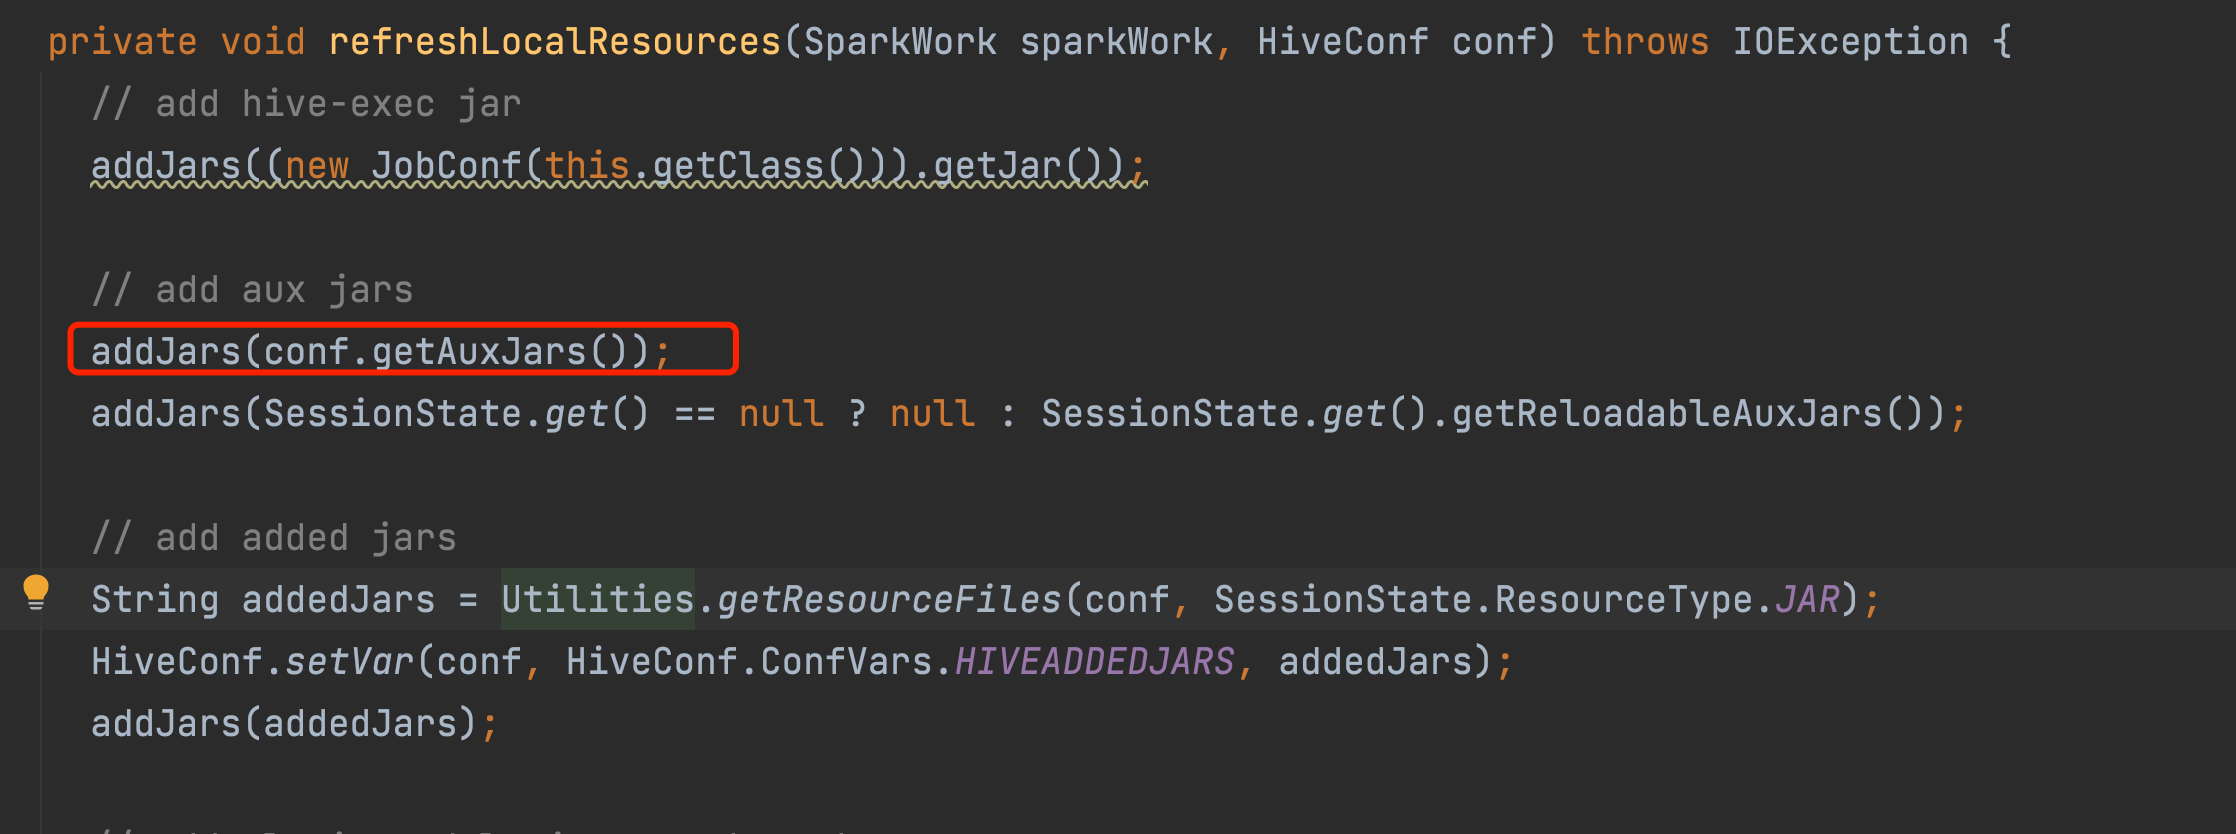 private void refreshLocalResources(SparkWork sparkWork, HiveConf conf) throws IOException {
// add hive-exec jar
addJars((new JobConf(this.getClass())).getJar());
// add aux jars
addJars(conf.getAuxJars());
addJars(SessionState.get() == null ? null : SessionState.get().getReloadableAuxJars());
// add added jars
String addedJars = Utilities.getResourceFiles(conf, SessionState.ResourceType.JAR);
HiveConf.setVar(conf, HiveConf.ConfVars.HIVEADDEDJARS, addedJars);
addJars(addedJars);